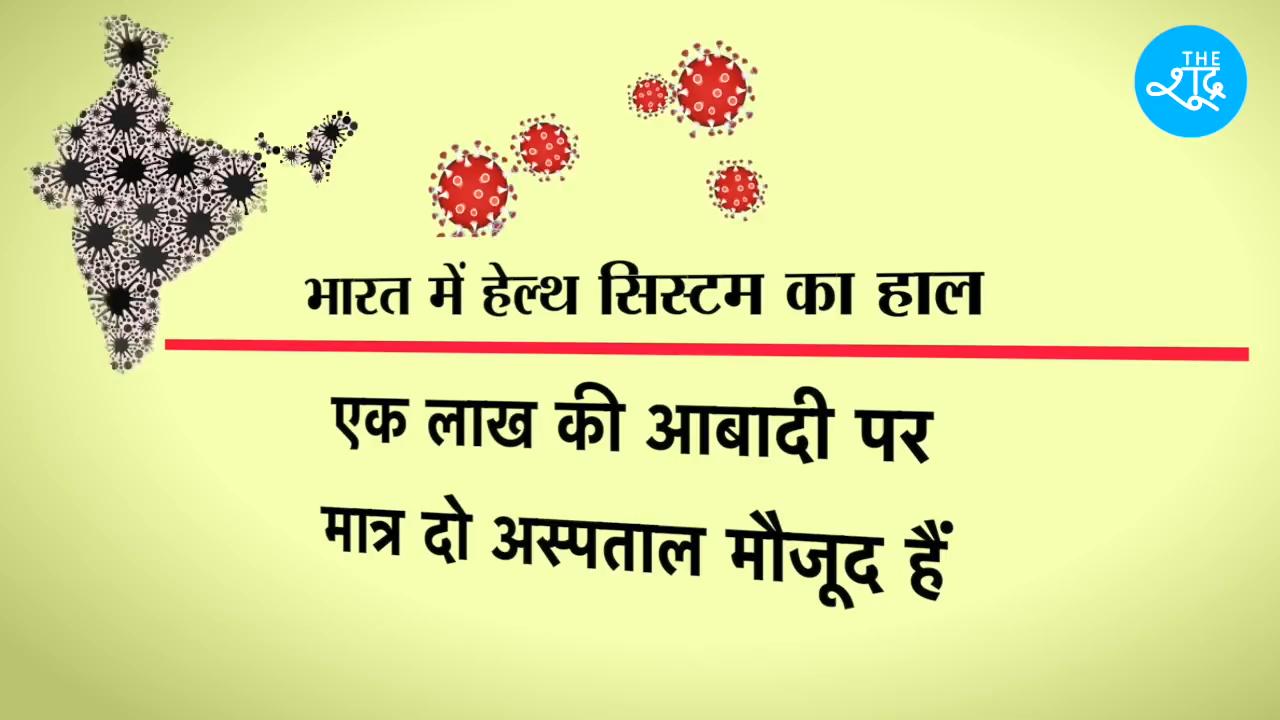 THE
शूद्र
भारत में हेल्थ सिस्टम का हाल
एक लाख की आबादी पर
मात्र दो अस्पताल मौजूद हैं